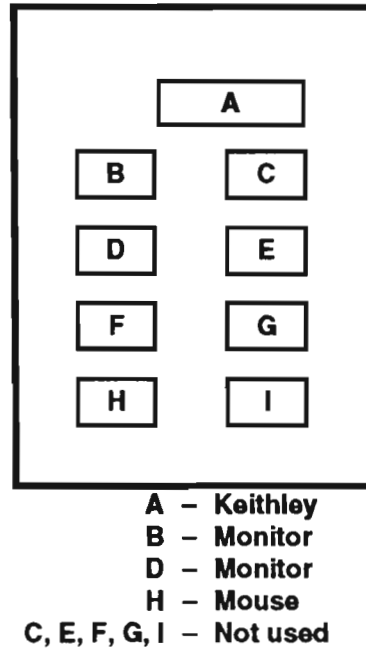 A
B C
D E
F G
H I
A – Keithley
B – Monitor
D – Monitor
H – Mouse
C, E, F, G, I – Not used